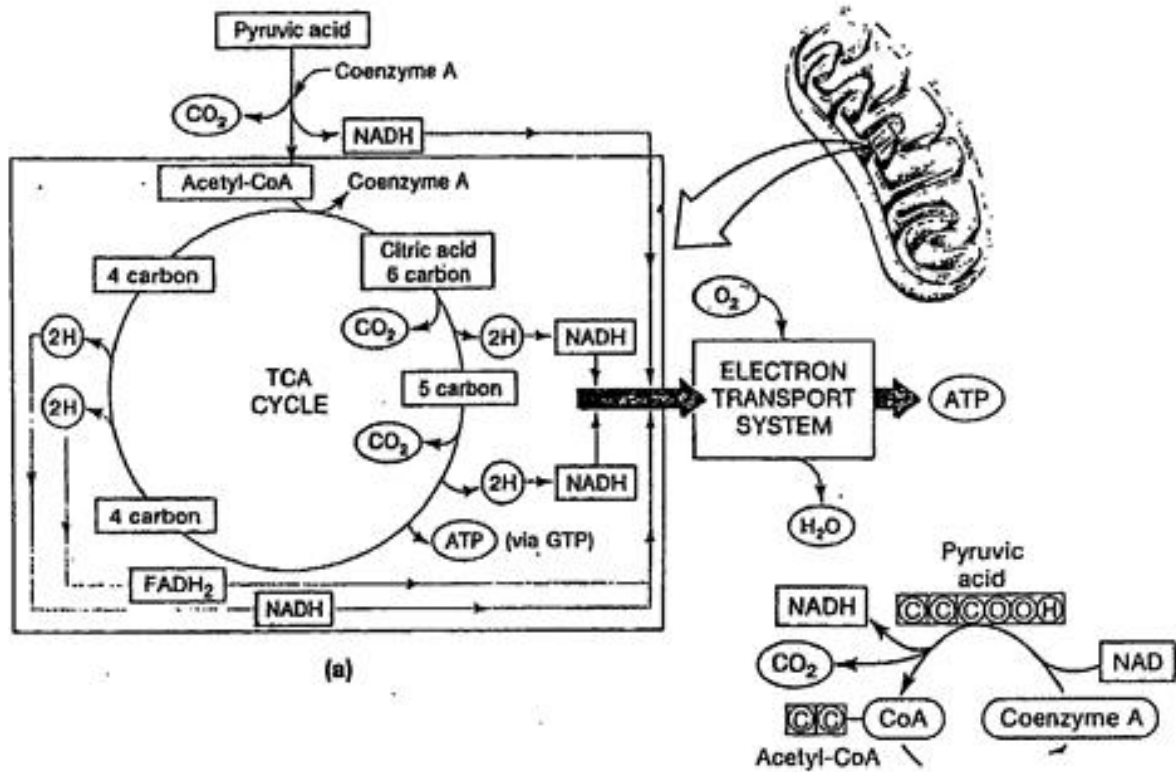 Pyruvic acid
Coenzyme A
CO2
NADH
Acetyl-CoA
Coenzyme A
Citric acid
6 carbon
4 carbon
CO2
2H
NADH
2H
2H
TCA
CYCLE
5 carbon
CO2
2H
NADH
4 carbon
ATP (via GTP)
FADH2
NADH
(a)
O2
ELECTRON
TRANSPORT
SYSTEM
ATP
H2O
Pyruvic
acid
NADH
CCCOOH
CO2
NAD
CC
CoA
Coenzyme A
Acetyl-CoA